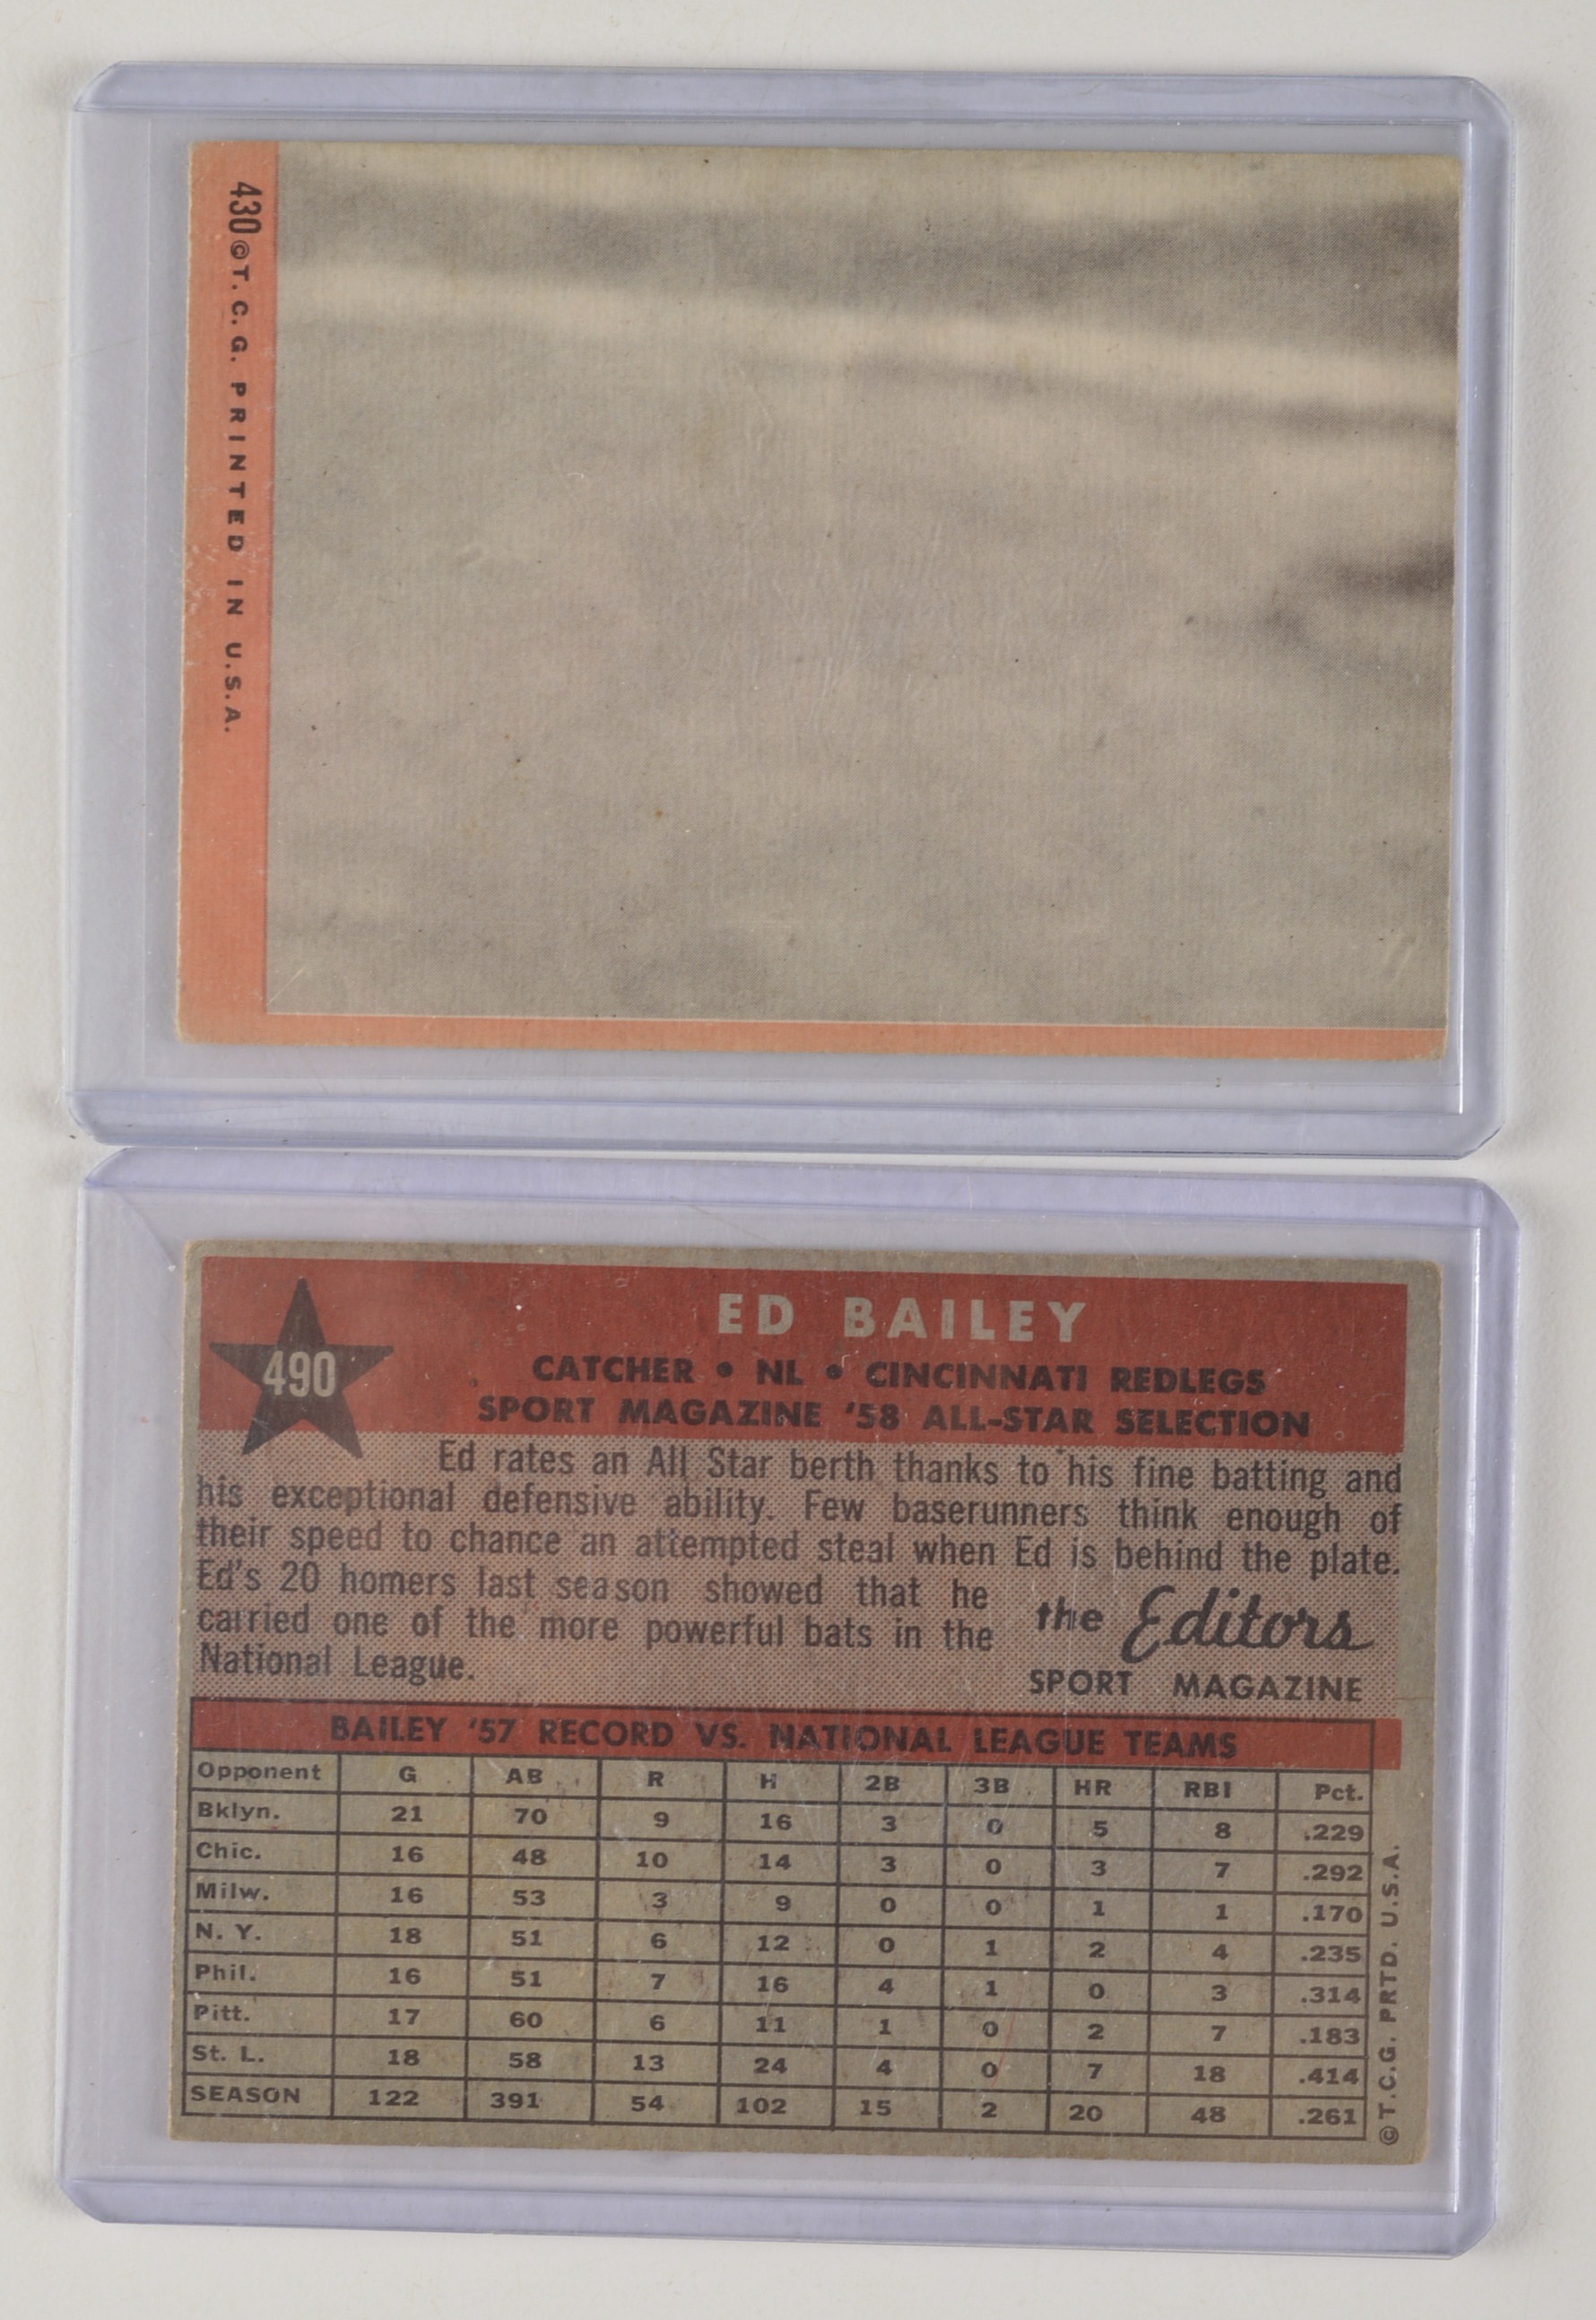 430 © T. C. G. PRINTED IN U.S.A.
490
ED BAILEY
CATCHER • NL • CINCINNATI REDLEGS
SPORT MAGAZINE '58 ALL-STAR SELECTION
Ed rates an All Star berth thanks to his fine batting and
his exceptional defensive ability. Few baserunners think enough of
their speed to chance an attempted steal when Ed is behind the plate.
Ed's 20 homers last season showed that he
carried one of the more powerful bats in the
National League.
the Editors
SPORT MAGAZINE
BAILEY '57 RECORD VS. NATIONAL LEAGUE TEAMS
Opponent G AB R H 2B 3B HR RBI Pct.
Bklyn. 21 70 9 16 3 0 5 8 .229
Chic. 16 48 10 14 3 0 3 7 .292
Milw. 16 53 3 9 0 0 1 1 .170
N. Y. 18 51 6 12 0 1 2 4 .235
Phil. 16 51 7 16 4 1 0 3 .314
Pitt. 17 60 6 11 1 0 2 7 .183
St. L. 18 58 13 24 4 0 7 18 .414
SEASON 122 391 54 102 15 2 20 48 .261
© T.C.G. PRTD. U.S.A.